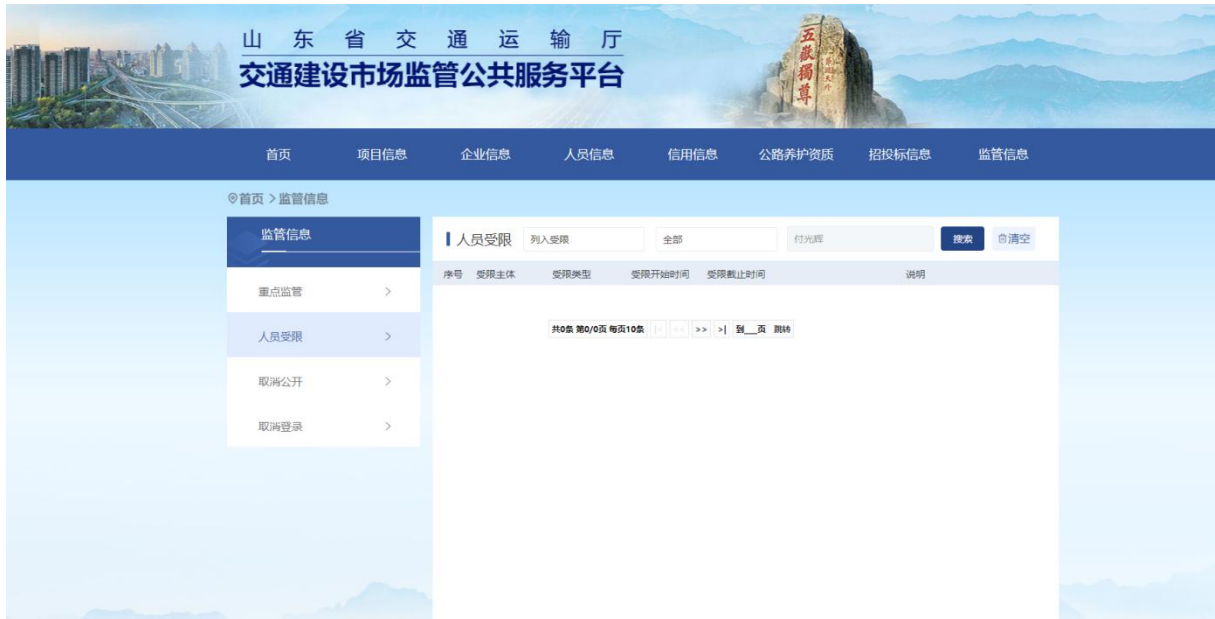 山东省交通运输厅
交通建设市场监管公共服务平台
五嶽獨尊
首页 项目信息 企业信息 人员信息 信用信息 公路养护资质 招投标信息 监管信息
首页 > 监管信息
监管信息
重点监管 >
人员受限 >
取消公开 >
取消登录 >
人员受限 列入受限 全部 付光辉 搜索 清空
序号 受限主体 受限类型 受限开始时间 受限截止时间 说明
共0条 第0/0页 每页10条 |< << >> >| 到__页 跳转